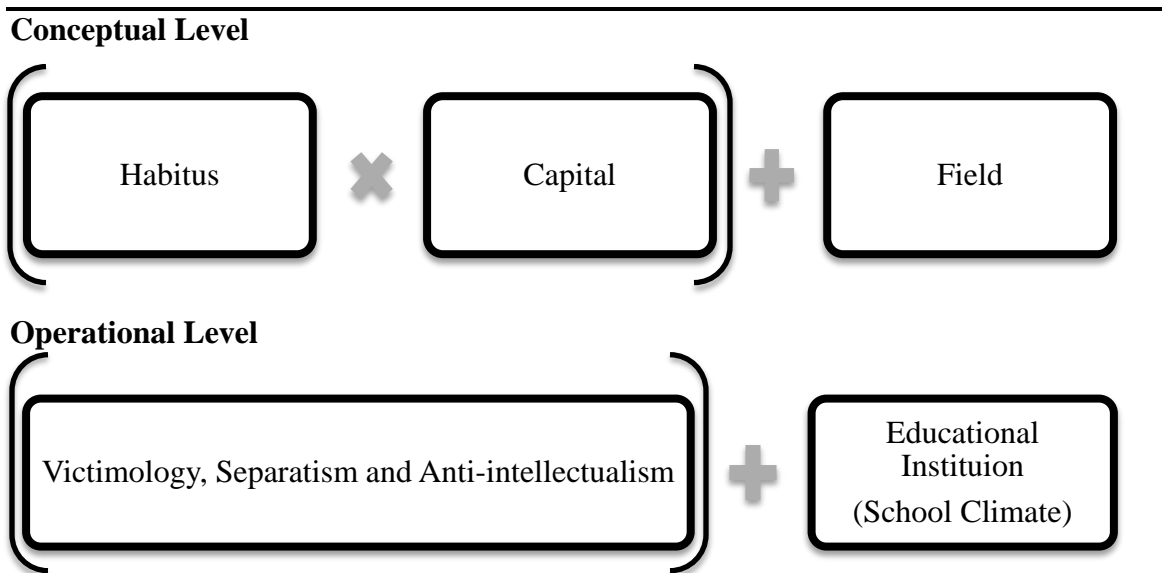 Conceptual Level
Habitus
Capital
Field
Operational Level
Victimology, Separatism and Anti-intellectualism
Educational
Instituion
(School Climate)